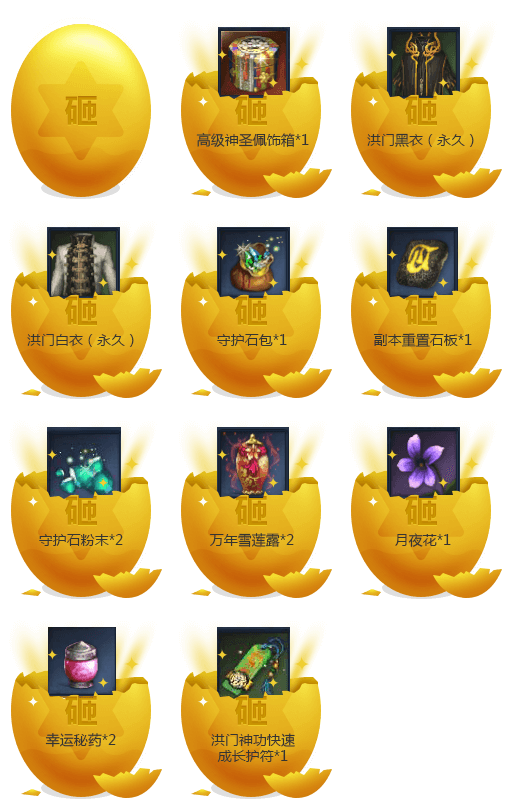 砸
砸
高级神圣佩饰箱*1
砸
洪门黑衣（永久）
砸
洪门白衣（永久）
砸
守护石包*1
砸
副本重置石板*1
砸
守护石粉末*2
砸
万年雪莲露*2
砸
月夜花*1
砸
幸运秘药*2
砸
洪门神功快速
成长护符*1